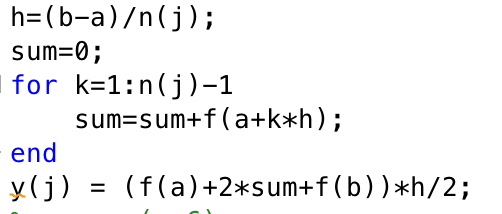 h=(b-a)/n(j);
sum=0;
for k=1:n(j)-1
sum=sum+f(a+k*h);
end
y(j) = (f(a)+2*sum+f(b))*h/2;